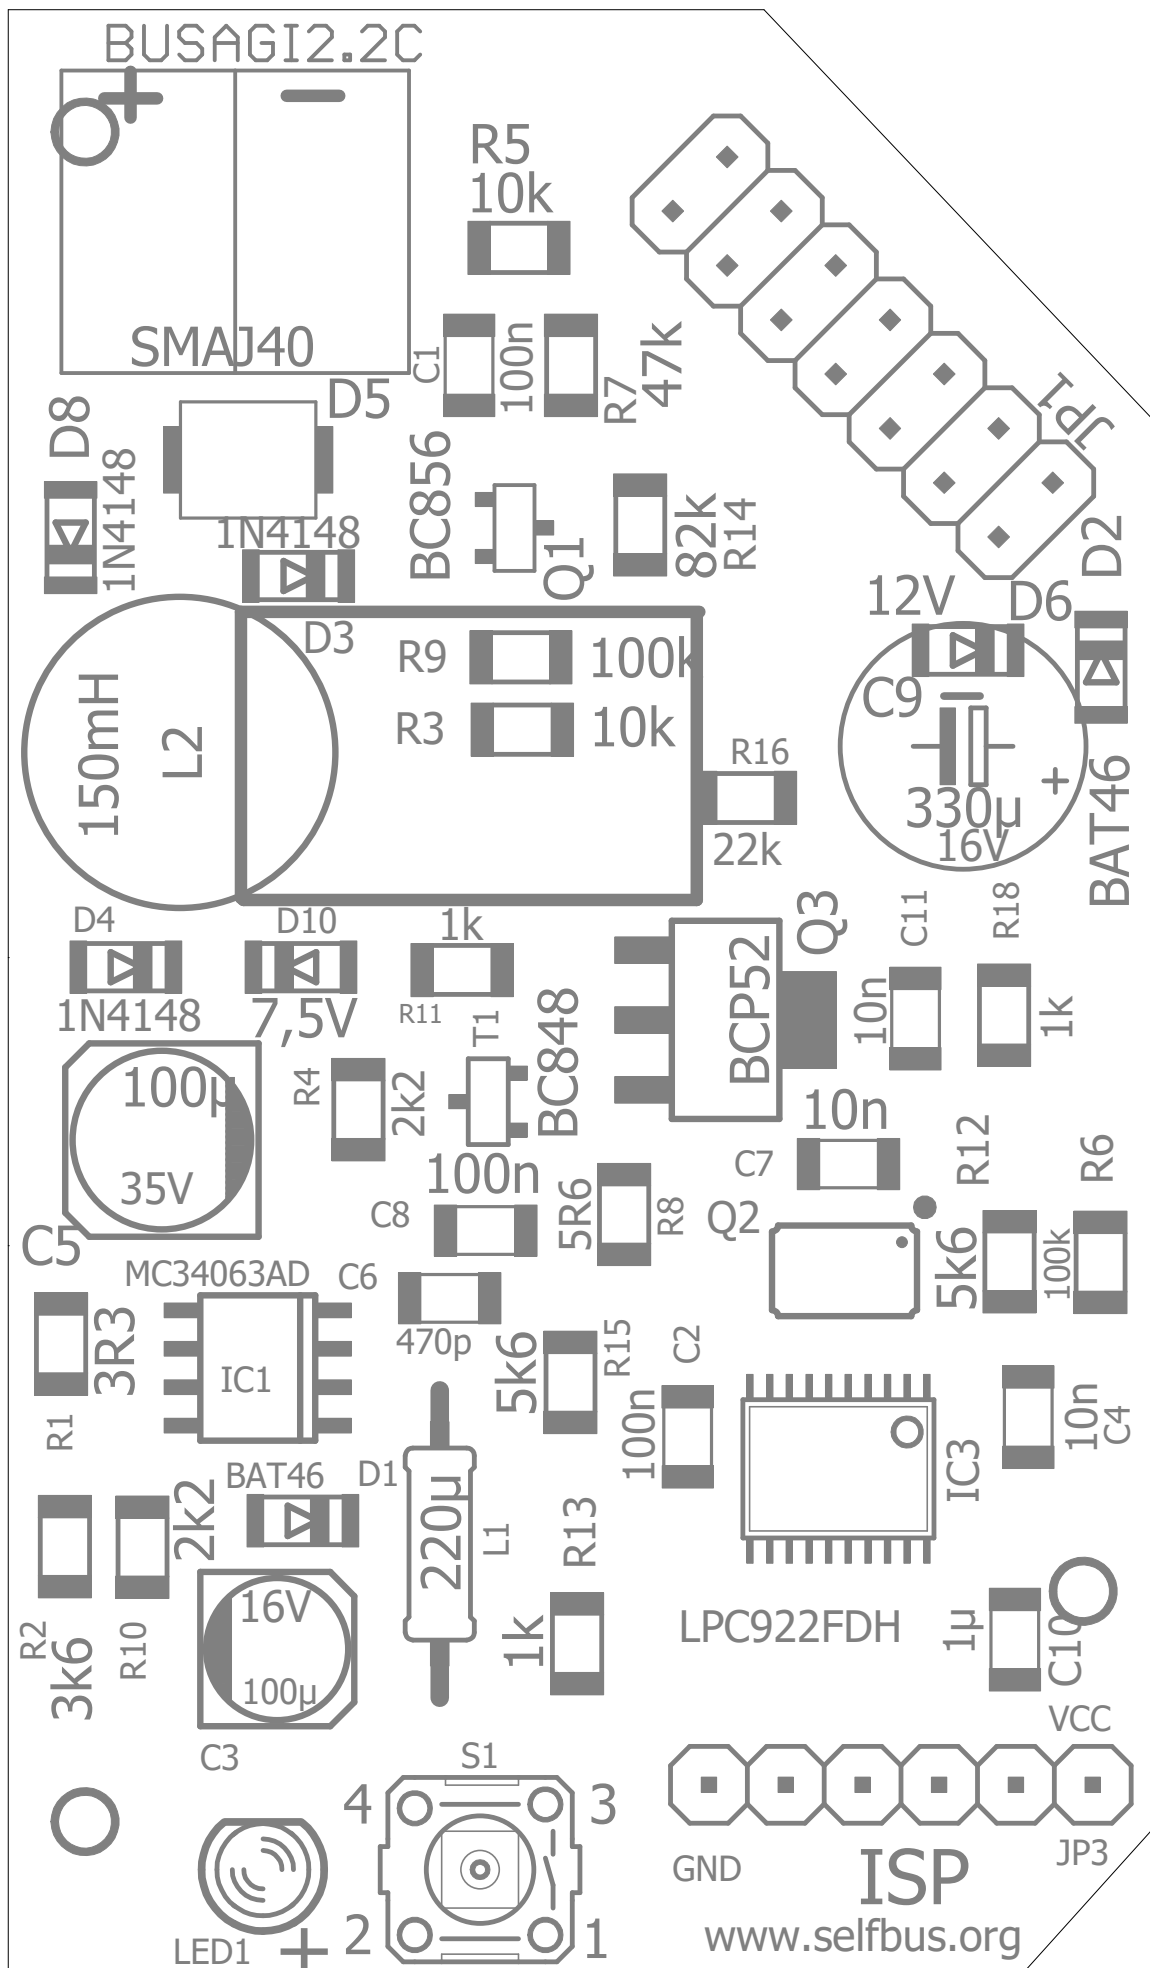 BUSAGI2.2C
+
−
R5
10k
SMAJ40
C1
100n
R7
47k
JP1
D5
D8
1N4148
1N4148
D3
BC856
Q1
82k
R14
D2
12V
D6
R9
100k
R3
10k
150mH
L2
R16
22k
C9
330µ
16V
+
BAT46
D4
1N4148
D10
7,5V
1k
R11
T1
BC848
BCP52
Q3
C11
10n
R18
1k
100µ
35V
C5
R4
2k2
100n
C8
5R6
R8
10n
C7
Q2
R12
5k6
R6
100k
MC34063AD
IC1
3R3
R1
C6
470p
5k6
R15
C2
100n
IC3
10n
C4
BAT46
D1
R2
3k6
2k2
R10
220µ
L1
R13
1k
16V
100µ
C3
LPC922FDH
1µ
C10
VCC
S1
4
3
2
1
LED1
+
GND
JP3
ISP
www.selfbus.org